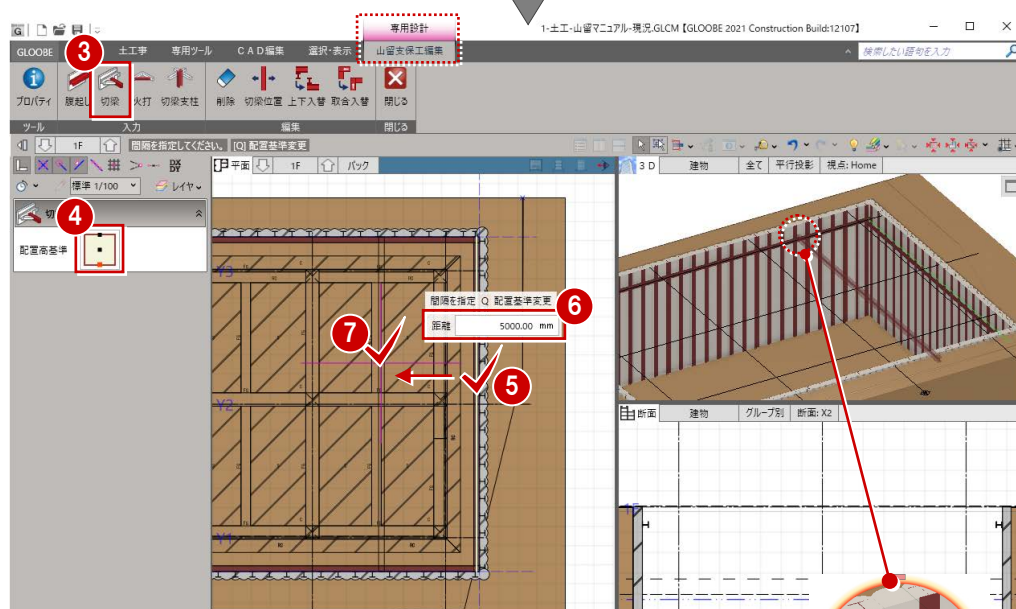 専用設計
1-土工-山留マニュアル-現況.GLCM【GLOOBE 2021 Construction Build:12107】
GLOOBE
3
土工事
専用ツール
CAD編集
選択・表示
山留支保工編集
検索したい語句を入力
プロパティ
腹起し
切梁
火打
切梁支柱
削除
切梁位置
上下入替
取合入替
閉じる
ツール
入力
編集
閉じる
1F
間隔を指定してください。
[Q] 配置基準変更
標準 1/100
レイヤ
平面
1F
パック
3D
建物
全て
平行投影
視点: Home
切
4
配置高基準
Y3
間隔を指定 Q 配置基準変更
6
距離
5000.00 mm
7
5
Y2
断面
建物
グループ別
断面: X2
Y1